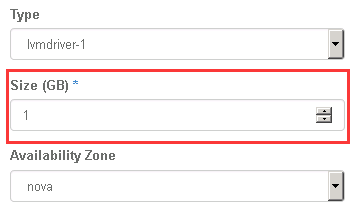 Type
lvmdriver-1
Size (GB) *
1
Availability Zone
nova